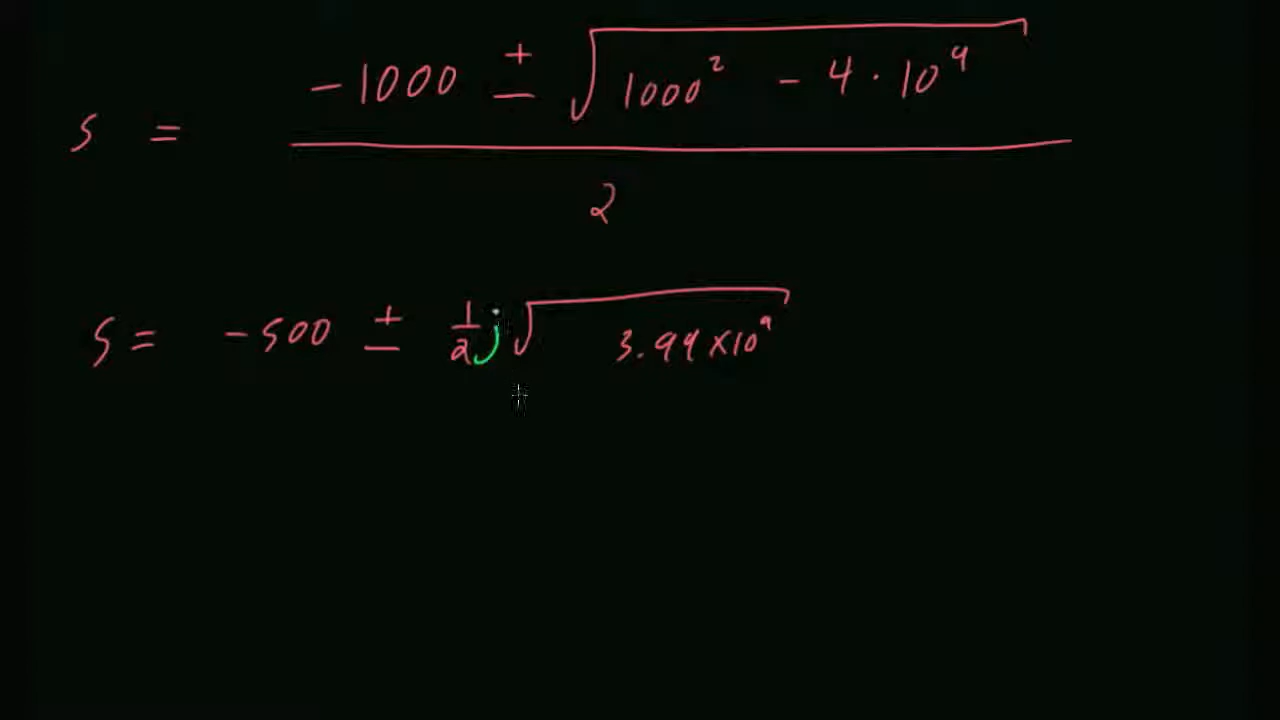 s = (-1000 ± √(1000² - 4 · 10⁹)) / 2
s = -500 ± 1/2 j √(3.99 × 10⁹)